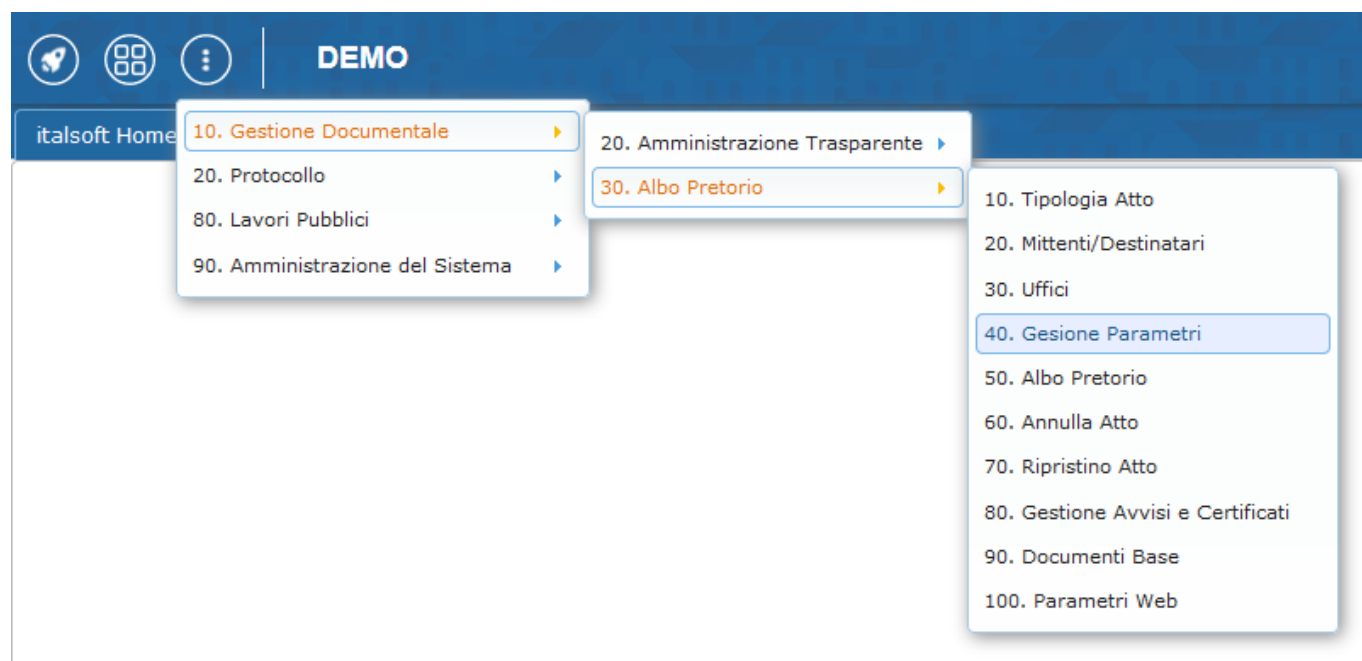 DEMO
italsoft Home
10. Gestione Documentale
20. Protocollo
80. Lavori Pubblici
90. Amministrazione del Sistema
20. Amministrazione Trasparente
30. Albo Pretorio
10. Tipologia Atto
20. Mittenti/Destinatari
30. Uffici
40. Gesione Parametri
50. Albo Pretorio
60. Annulla Atto
70. Ripristino Atto
80. Gestione Avvisi e Certificati
90. Documenti Base
100. Parametri Web